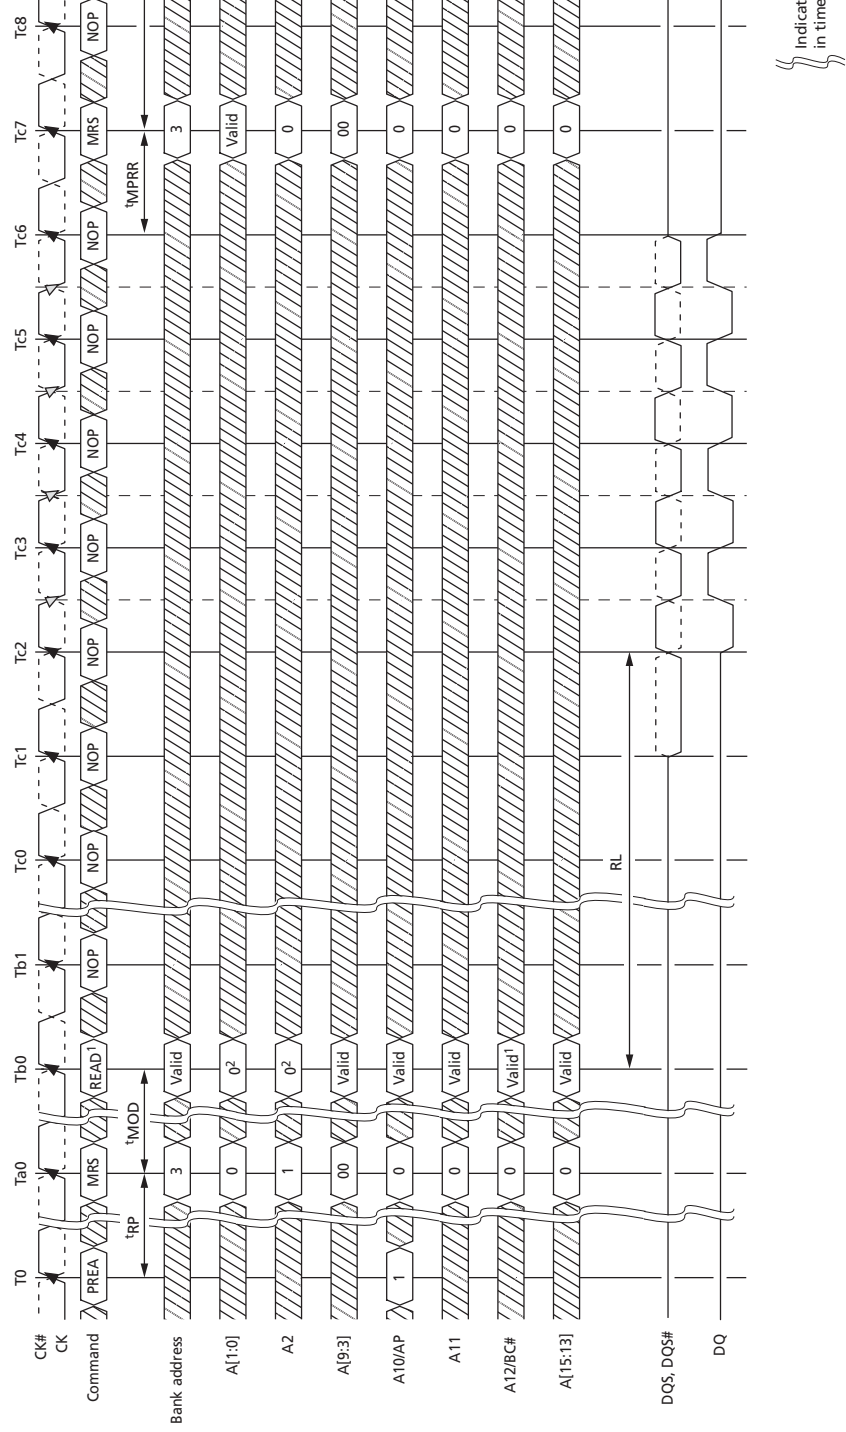 T0 Ta0 Tb0 Tb1 Tc0 Tc1 Tc2 Tc3 Tc4 Tc5 Tc6 Tc7 Tc8
CK#
CK
Command PREA MRS READ1 NOP NOP NOP NOP NOP NOP NOP NOP MRS NOP
tRP tMOD tMPRR
Bank address 3 Valid 3
A[1:0] 0 02 Valid
A2 1 02 0
A[9:3] 00 Valid 00
A10/AP 1 0 Valid 0
A11 0 Valid 0
A12/BC# 0 Valid1 0
A[15:13] 0 Valid 0
RL
DQS, DQS#
DQ
Indicat
in time